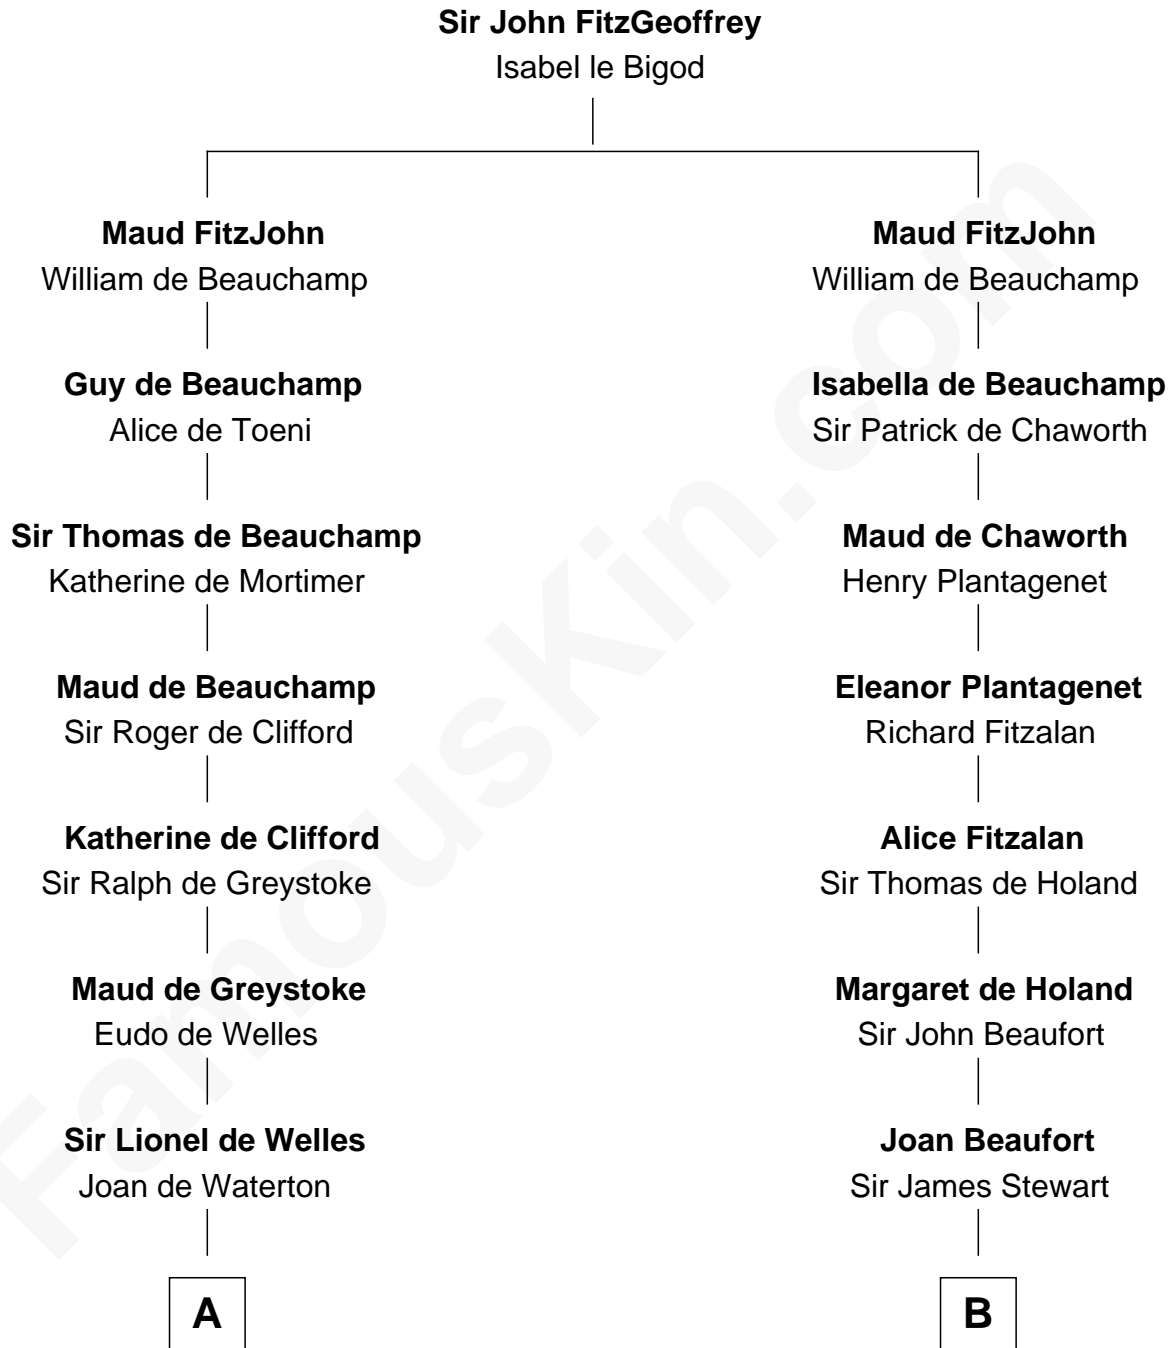 Sir John FitzGeoffrey
Isabel le Bigod
Maud FitzJohn
William de Beauchamp
Guy de Beauchamp
Alice de Toeni
Sir Thomas de Beauchamp
Katherine de Mortimer
Maud de Beauchamp
Sir Roger de Clifford
Katherine de Clifford
Sir Ralph de Greystoke
Maud de Greystoke
Eudo de Welles
Sir Lionel de Welles
Joan de Waterton
A
Maud FitzJohn
William de Beauchamp
Isabella de Beauchamp
Sir Patrick de Chaworth
Maud de Chaworth
Henry Plantagenet
Eleanor Plantagenet
Richard Fitzalan
Alice Fitzalan
Sir Thomas de Holand
Margaret de Holand
Sir John Beaufort
Joan Beaufort
Sir James Stewart
B
FamousKin.com